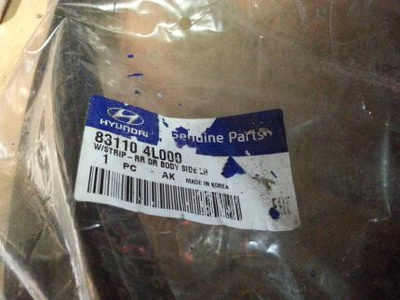 HYUNDAI Genuine Parts
83110 4L000
W/STRIP-RR DR BODY SIDE LH
1 PC AK MADE IN KOREA